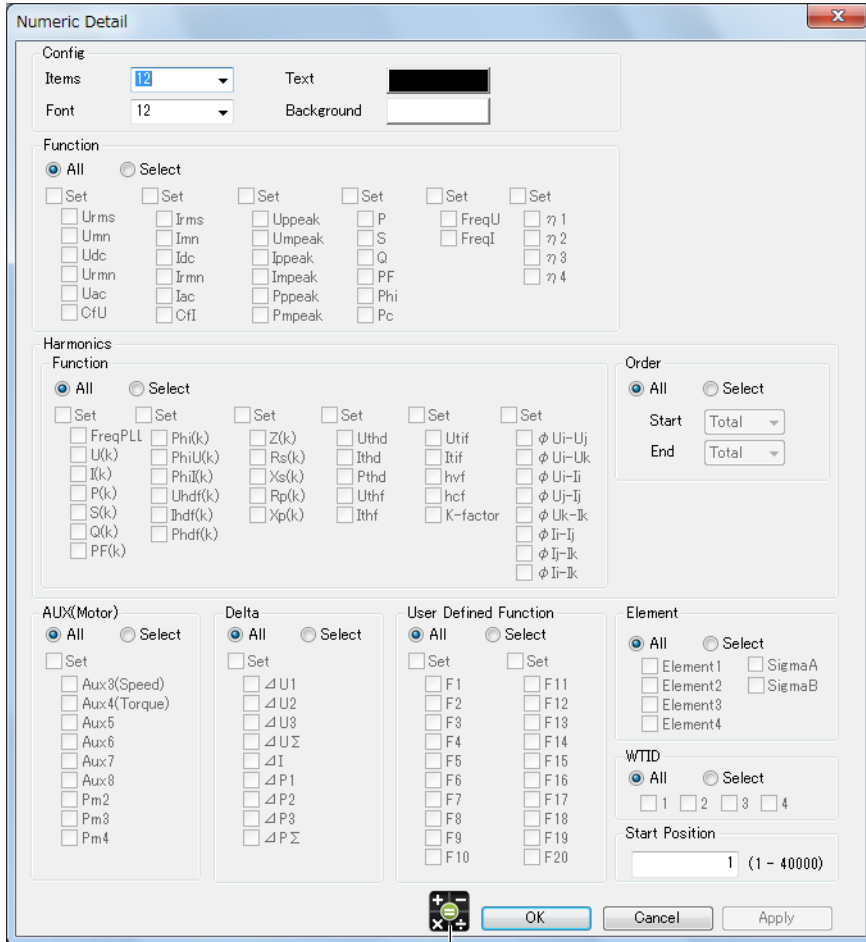 Numeric Detail
x
Config
Items 12 Text
Font 12 Background
Function
All Select
Set Set Set Set Set Set
Urms Irms Uppeak P FreqU η1
Umn Imn Umpeak S FreqI η2
Udc Idc Ippeak Q η3
Urmn Irmn Impeak PF η4
Uac Iac Pppeak Phi
CfU CfI Pmpeak Pc
Harmonics
Function
All Select
Set Set Set Set Set Set
FreqPLL Phi(k) Z(k) Uthd Utif φUi-Uj
U(k) PhiU(k) Rs(k) Ithd Itif φUi-Uk
I(k) PhiI(k) Xs(k) Pthd hvf φUi-Ii
P(k) Uhdf(k) Rp(k) Uthf hcf φUj-Ij
S(k) Ihdf(k) Xp(k) Ithf K-factor φUk-Ik
Q(k) Phdf(k) φIi-Ij
PF(k) φIj-Ik
φIi-Ik
Order
All Select
Start Total
End Total
AUX(Motor)
All Select
Set
Aux3(Speed)
Aux4(Torque)
Aux5
Aux6
Aux7
Aux8
Pm2
Pm3
Pm4
Delta
All Select
Set
⊿U1
⊿U2
⊿U3
⊿UΣ
⊿I
⊿P1
⊿P2
⊿P3
⊿PΣ
User Defined Function
All Select
Set Set
F1 F11
F2 F12
F3 F13
F4 F14
F5 F15
F6 F16
F7 F17
F8 F18
F9 F19
F10 F20
Element
All Select
Element1 SigmaA
Element2 SigmaB
Element3
Element4
WTID
All Select
1 2 3 4
Start Position
1 (1 - 40000)
+ − = × ÷
OK Cancel Apply